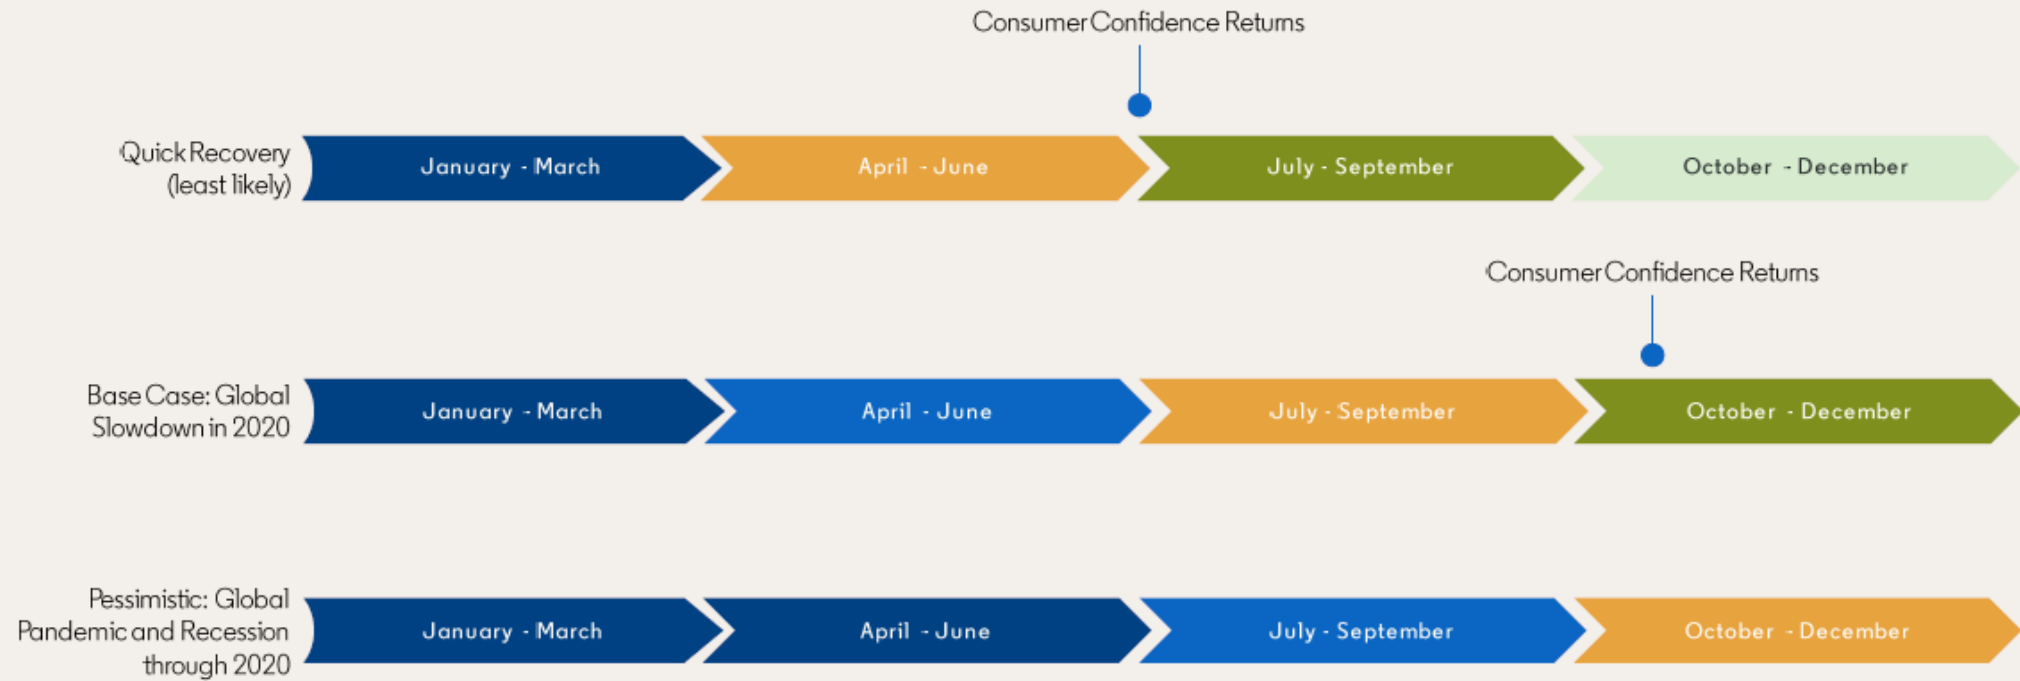 Consumer Confidence Returns
Quick Recovery
(least likely)
January - March
April - June
July - September
October - December
Consumer Confidence Returns
Base Case: Global
Slowdown in 2020
January - March
April - June
July - September
October - December
Pessimistic: Global
Pandemic and Recession
through 2020
January - March
April - June
July - September
October - December